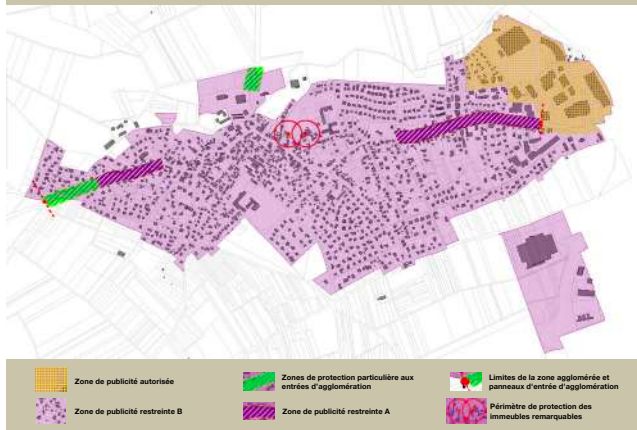 Zone de publicité autorisée
Zones de protection particulière aux
entrées d'agglomération
Limites de la zone agglomérée et
panneaux d'entrée d'agglomération
Zone de publicité restreinte B
Zone de publicité restreinte A
Périmètre de protection des
immeubles remarquables